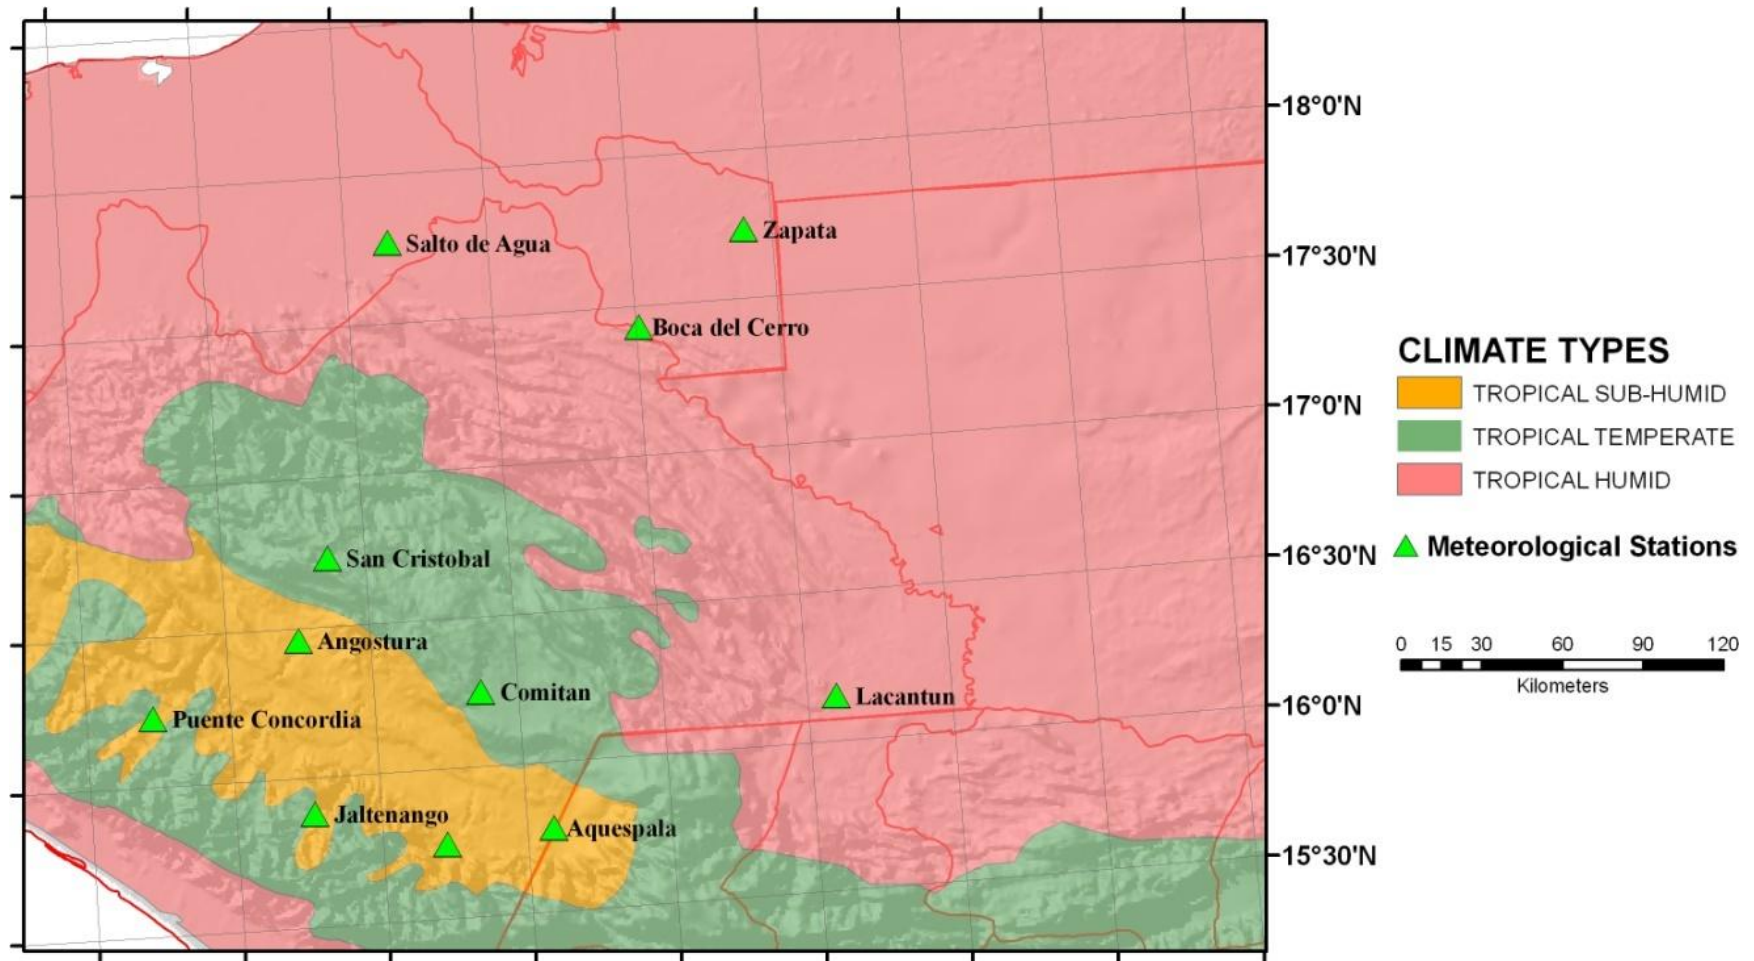 18°0'N
Zapata
Salto de Agua
17°30'N
Boca del Cerro
CLIMATE TYPES
TROPICAL SUB-HUMID
17°0'N
TROPICAL TEMPERATE
TROPICAL HUMID
Meteorological Stations
16°30'N
San Cristobal
Angostura
0 15 30 60 90 120
Kilometers
Comitan
Lacantun
16°0'N
Puente Concordia
Jaltenango
Aquespala
15°30'N